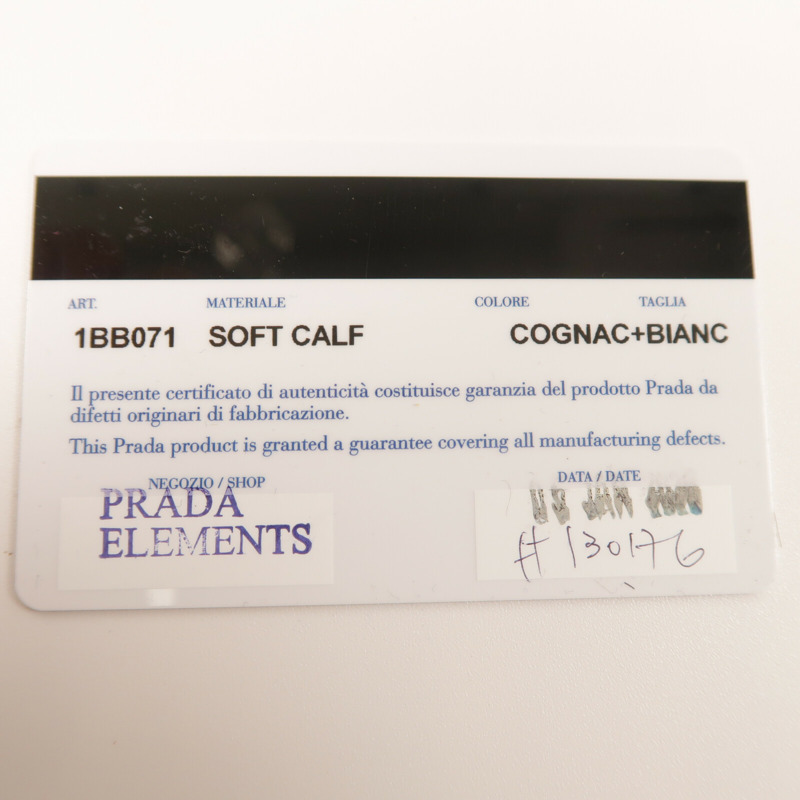 ART. MATERIALE COLORE TAGLIA
1BB071 SOFT CALF COGNAC+BIANC
Il presente certificato di autenticità costituisce garanzia del prodotto Prada da
difetti originari di fabbricazione.
This Prada product is granted a guarantee covering all manufacturing defects.
NEGOZIO / SHOP DATA / DATE
PRADA
ELEMENTS
JAN
# 130176